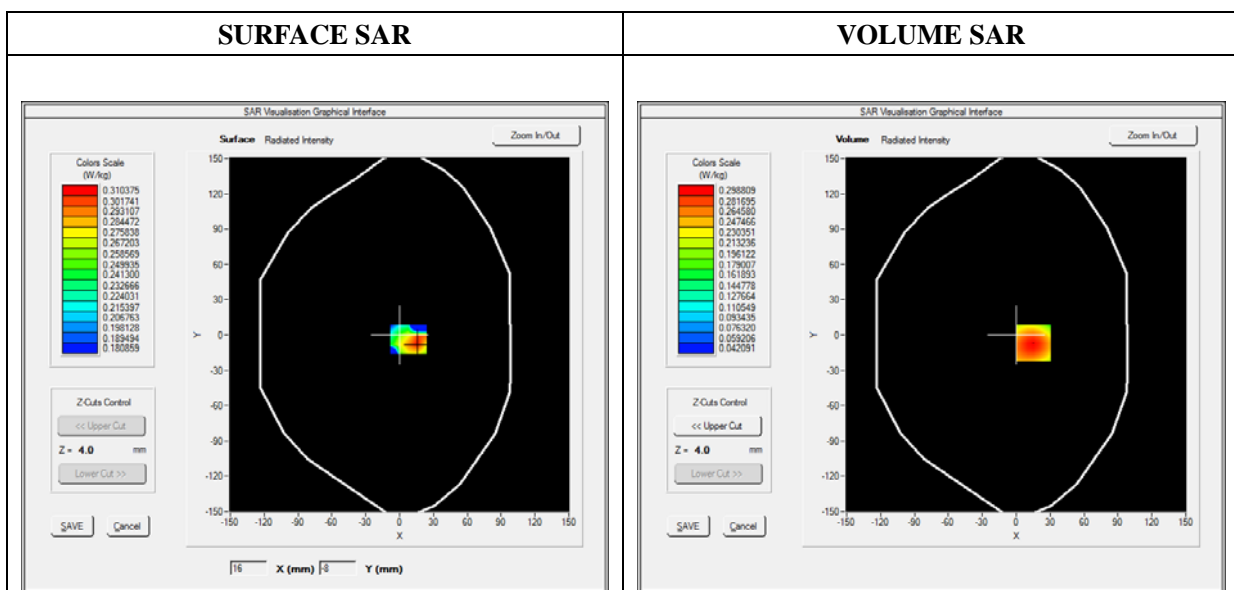 SURFACE SAR
VOLUME SAR
SAR Visualisation Graphical Interface
Surface Radiated Intensity
Zoom In/Out
Colors Scale
(W/kg)
0.310375
0.301741
0.293107
0.284472
0.275838
0.267203
0.258569
0.249935
0.241300
0.232666
0.224031
0.215397
0.206763
0.198128
0.189494
0.180859
Z-Cuts Control
<< Upper Cut
Z = 4.0 mm
Lower Cut >>
SAVE Cancel
150
120
90
60
30
Y 0
-30
-60
-90
-120
-150
-150 -120 -90 -60 -30 0 30 60 90 120 150
X
16 X (mm) -8 Y (mm)
SAR Visualisation Graphical Interface
Volume Radiated Intensity
Zoom In/Out
Colors Scale
(W/kg)
0.298809
0.281695
0.264580
0.247466
0.230351
0.213236
0.196122
0.179007
0.161893
0.144778
0.127664
0.110549
0.093435
0.076320
0.059206
0.042091
Z-Cuts Control
<< Upper Cut
Z = 4.0 mm
Lower Cut >>
SAVE Cancel
150
120
90
60
30
Y 0
-30
-60
-90
-120
-150
-150 -120 -90 -60 -30 0 30 60 90 120 150
X